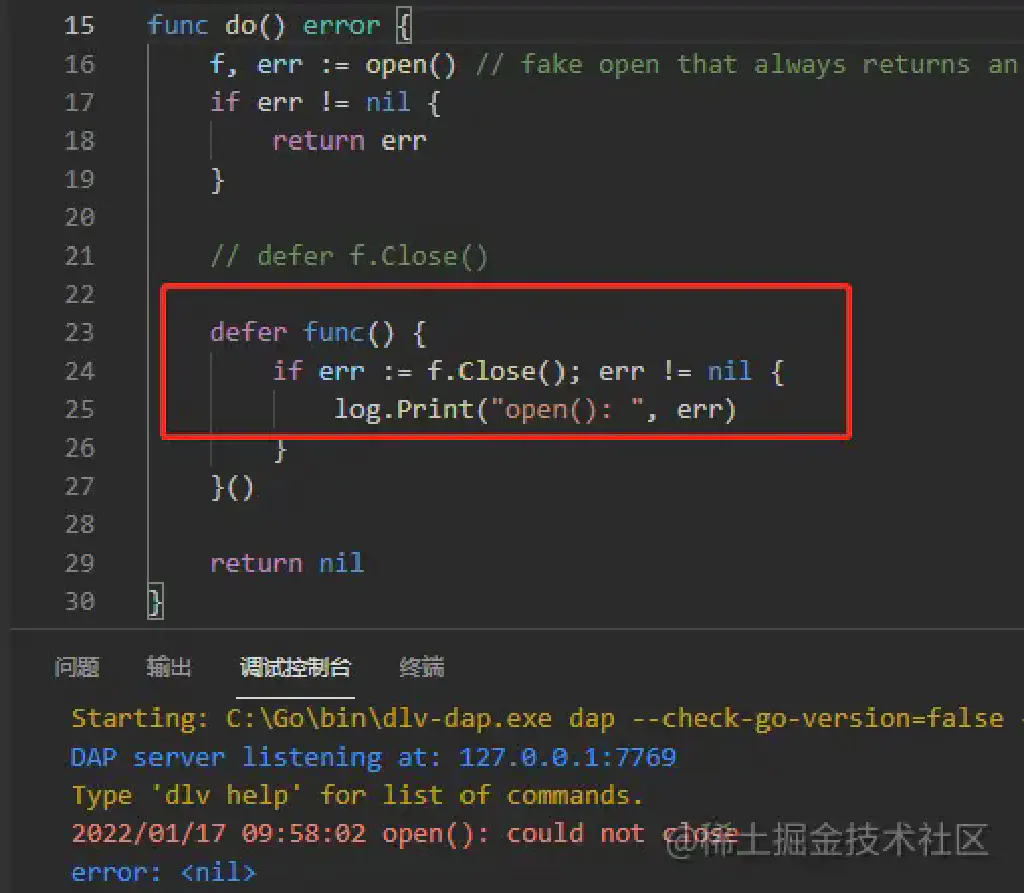 15 func do() error {
16 f, err := open() // fake open that always returns an
17 if err != nil {
18 return err
19 }
20
21 // defer f.Close()
22
23 defer func() {
24 if err := f.Close(); err != nil {
25 log.Print("open(): ", err)
26 }
27 }()
28
29 return nil
30 }
问题 输出 调试控制台 终端
Starting: C:\Go\bin\dlv-dap.exe dap --check-go-version=false -
DAP server listening at: 127.0.0.1:7769
Type 'dlv help' for list of commands.
2022/01/17 09:58:02 open(): could not close
error: <nil>
@稀土掘金技术社区